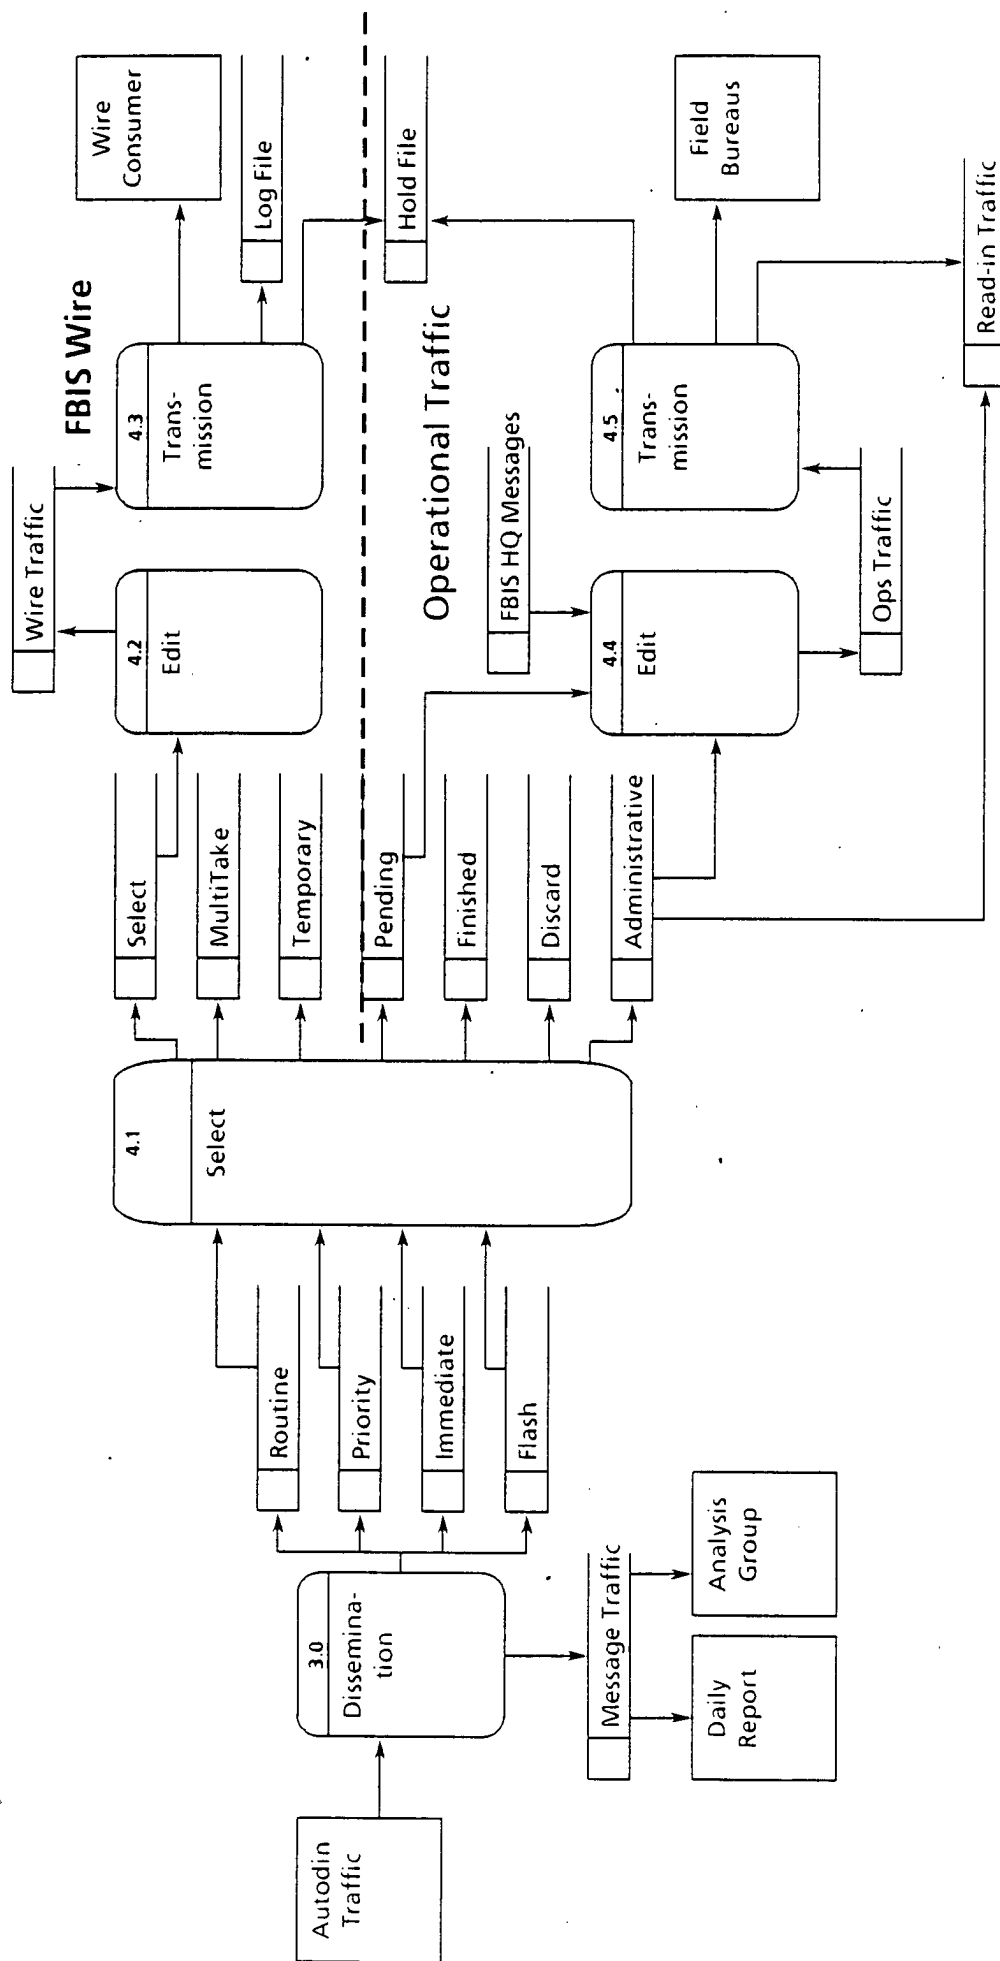 Autodin
Traffic
3.0
Dissemina-
tion
Message Traffic
Daily
Report
Analysis
Group
Routine
Priority
Immediate
Flash
4.1
Select
Select
MultiTake
Temporary
Pending
Finished
Discard
Administrative
FBIS Wire
Wire Traffic
4.2
Edit
4.3
Trans-
mission
Wire
Consumer
Log File
Hold File
Operational Traffic
FBIS HQ Messages
4.4
Edit
Ops Traffic
4.5
Trans-
mission
Field
Bureaus
Read-in Traffic